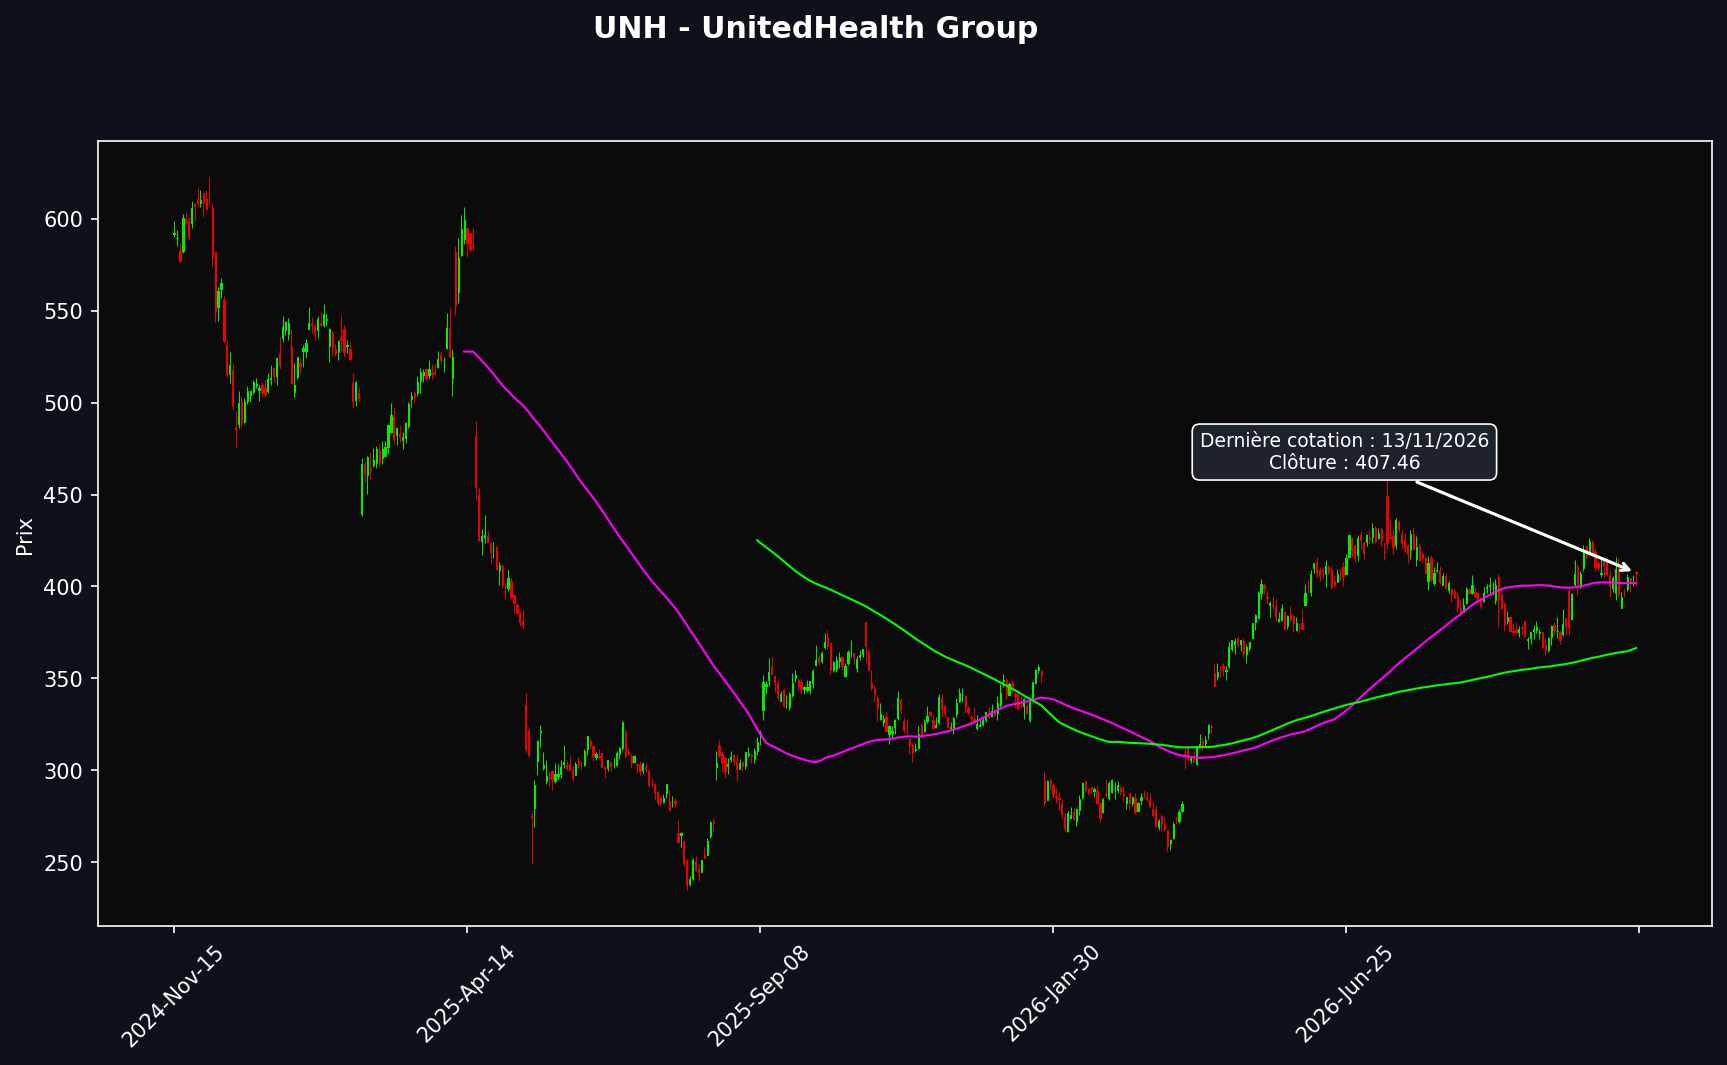 UNH - UnitedHealth Group
Prix
600
550
500
450
400
350
300
250
Dernière cotation : 13/11/2026
Clôture : 407.46
2024-Nov-15
2025-Apr-14
2025-Sep-08
2026-Jan-30
2026-Jun-25